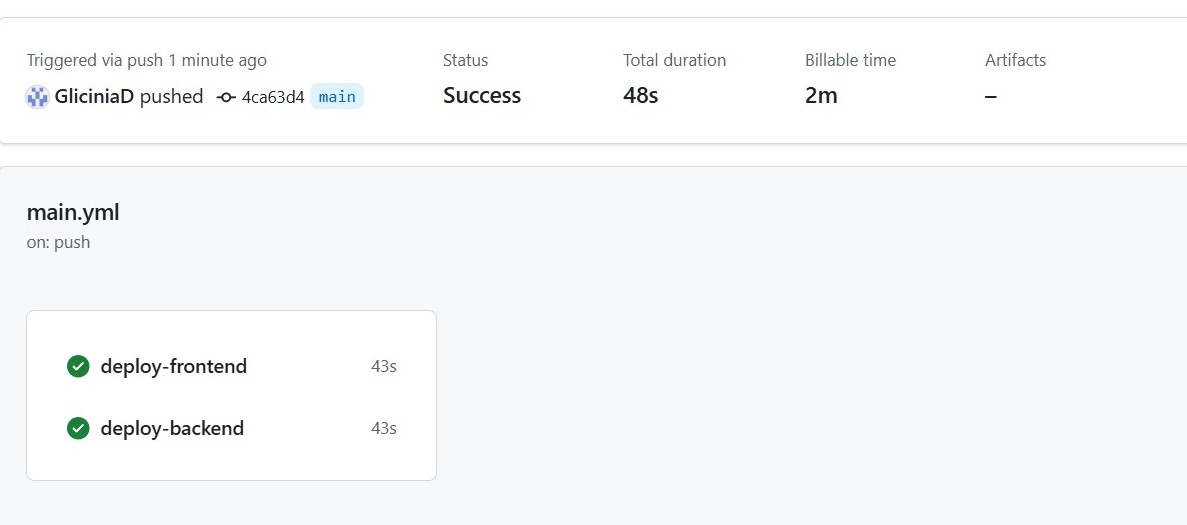 Triggered via push 1 minute ago
GliciniaD pushed 4ca63d4 main
Status
Success
Total duration
48s
Billable time
2m
Artifacts
–
main.yml
on: push
deploy-frontend 43s
deploy-backend 43s